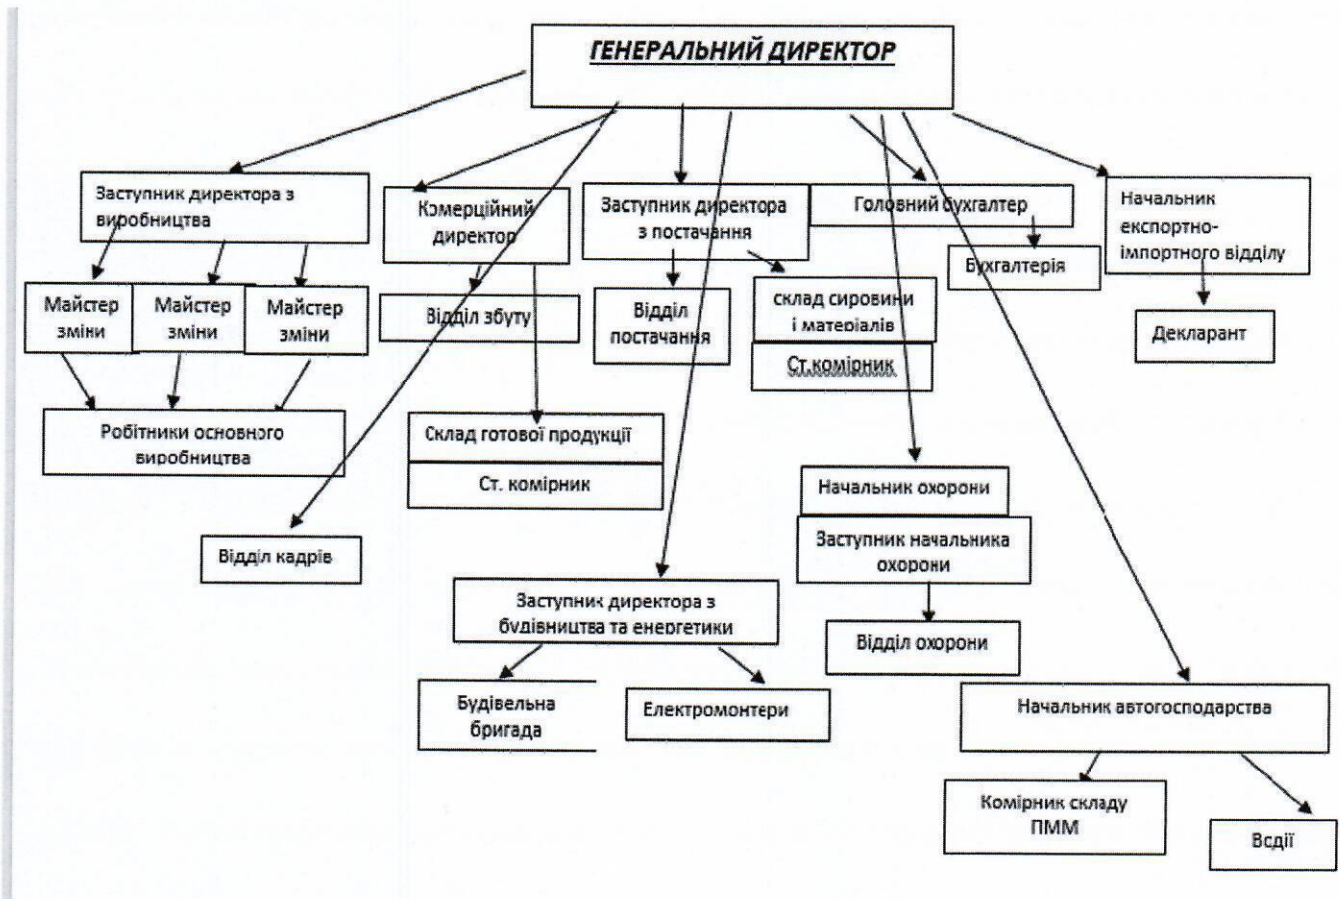 ГЕНЕРАЛЬНИЙ ДИРЕКТОР
Заступник директора з
виробництва
Комерційний
директор
Заступник директора
з постачання
Головний бухгалтер
Начальник
експортно-
імпортного відділу
Бухгалтерія
Майстер
зміни
Майстер
зміни
Майстер
зміни
Відділ збуту
Відділ
постачання
склад сировини
і матеріалів
Ст.комірник
Декларант
Робітники основного
виробництва
Склад готової продукції
Ст. комірник
Відділ кадрів
Начальник охорони
Заступник начальника
охорони
Заступник директора з
будівництва та енергетики
Відділ охорони
Будівельна
бригада
Електромонтери
Начальник автогосподарства
Комірник складу
ПММ
Водії